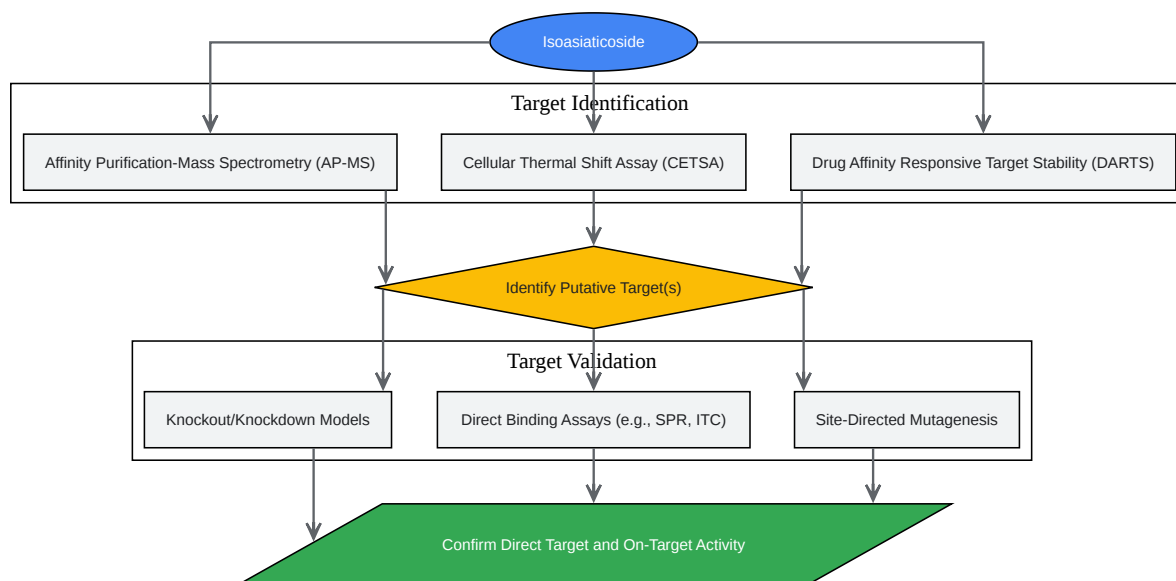 Isoasiaticoside
Target Identification
Affinity Purification-Mass Spectrometry (AP-MS)
Cellular Thermal Shift Assay (CETSA)
Drug Affinity Responsive Target Stability (DARTS)
Identify Putative Target(s)
Target Validation
Knockout/Knockdown Models
Direct Binding Assays (e.g., SPR, ITC)
Site-Directed Mutagenesis
Confirm Direct Target and On-Target Activity